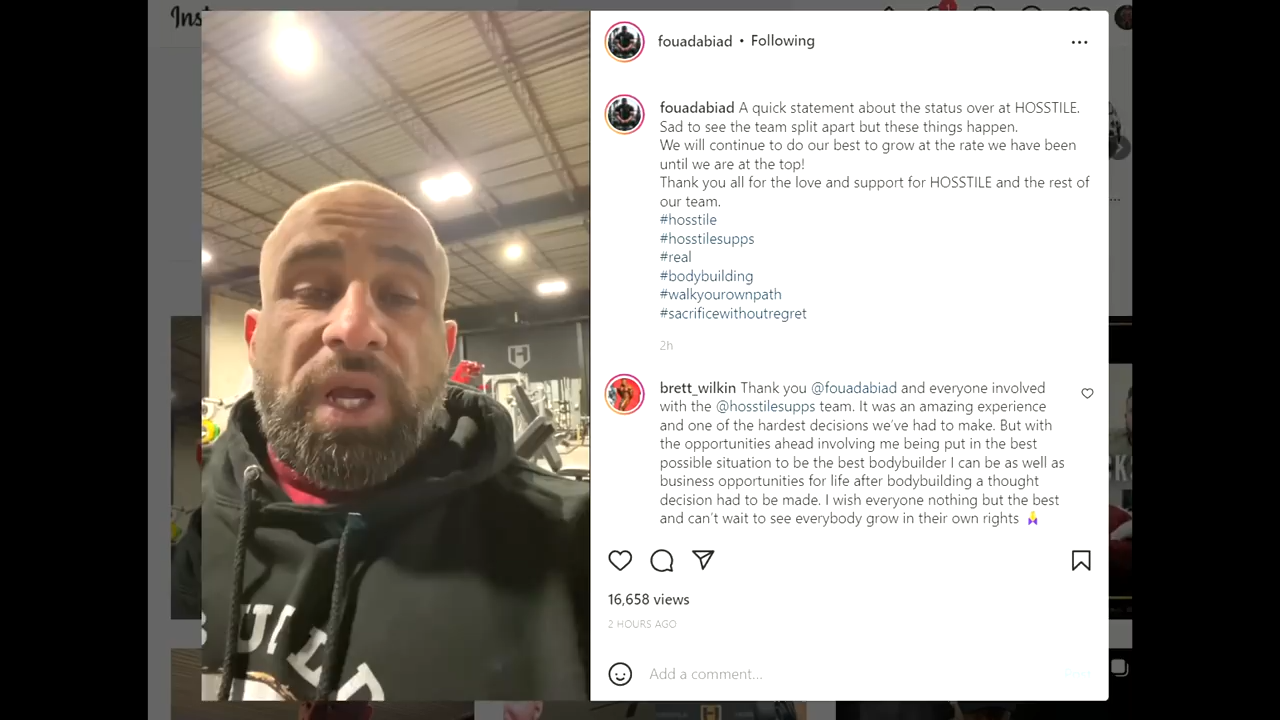 Inst
1
fouadabiad • Following
fouadabiad A quick statement about the status over at HOSSTILE.
Sad to see the team split apart but these things happen.
We will continue to do our best to grow at the rate we have been
until we are at the top!
Thank you all for the love and support for HOSSTILE and the rest of
our team.
#hosstile
#hosstilesupps
#real
#bodybuilding
#walkyourownpath
#sacrificewithoutregret
2h
brett_wilkin Thank you @fouadabiad and everyone involved
with the @hosstilesupps team. It was an amazing experience
and one of the hardest decisions we've had to make. But with
the opportunities ahead involving me being put in the best
possible situation to be the best bodybuilder I can be as well as
business opportunities for life after bodybuilding a thought
decision had to be made. I wish everyone nothing but the best
and can't wait to see everybody grow in their own rights
16,658 views
2 HOURS AGO
Add a comment...
BUILD